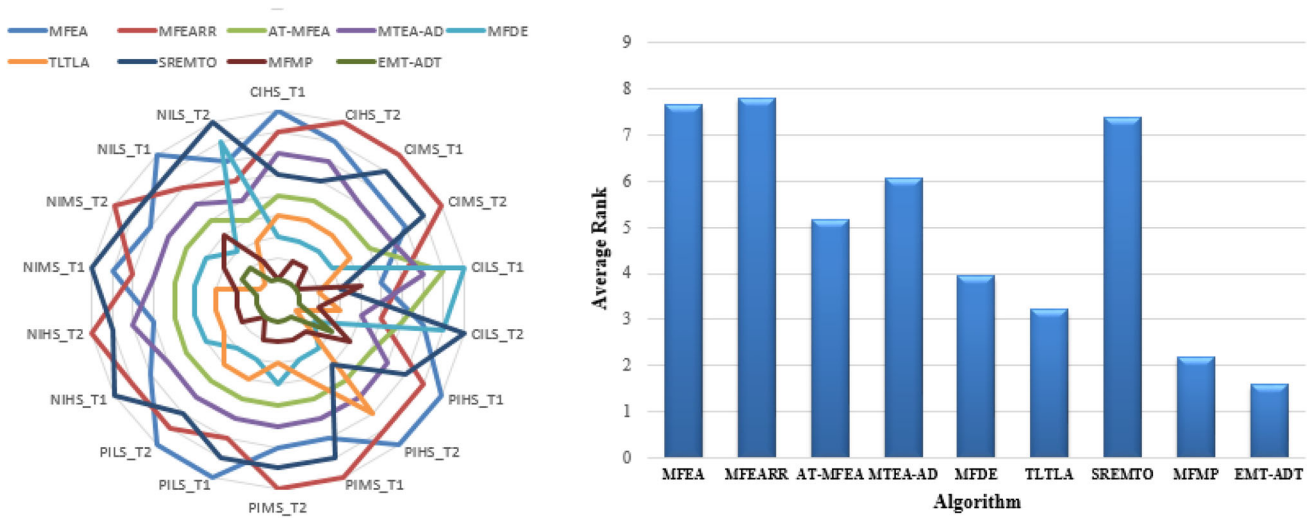 MFEA MFEARR AT-MFEA MTEA-AD MFDE
TLTLA SREMTO MFMP EMT-ADT
CIHS_T1
CIHS_T2
CIMS_T1
CIMS_T2
CILS_T1
CILS_T2
PIHS_T1
PIHS_T2
PIMS_T1
PIMS_T2
PILS_T1
PILS_T2
NIHS_T1
NIHS_T2
NIMS_T1
NIMS_T2
NILS_T1
NILS_T2
Average Rank
9
8
7
6
5
4
3
2
1
0
MFEA MFEARR AT-MFEA MTEA-AD MFDE TLTLA SREMTO MFMP EMT-ADT
Algorithm